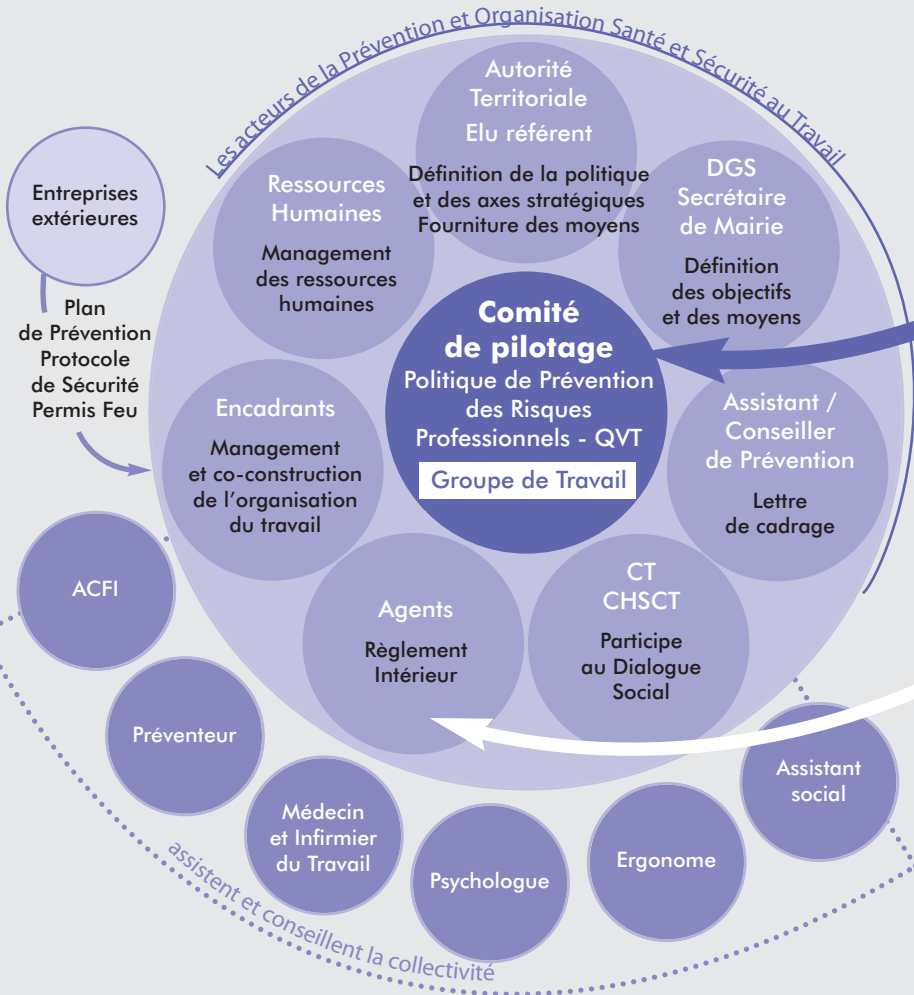 Les acteurs de la Prévention et Organisation Santé et Sécurité au Travail
Entreprises
extérieures
Plan
de Prévention
Protocole
de Sécurité
Permis Feu
Autorité
Territoriale
Elu référent
Définition de la politique
et des axes stratégiques
Fourniture des moyens
Ressources
Humaines
Management
des ressources
humaines
DGS
Secrétaire
de Mairie
Définition
des objectifs
et des moyens
Comité
de pilotage
Politique de Prévention
des Risques
Professionnels - QVT
Groupe de Travail
Encadrants
Management
et co-construction
de l'organisation
du travail
Assistant /
Conseiller
de Prévention
Lettre
de cadrage
Agents
Règlement
Intérieur
CT
CHSCT
Participe
au Dialogue
Social
ACFI
Préventeur
Médecin
et Infirmier
du Travail
Psychologue
Ergonome
Assistant
social
assistent et conseillent la collectivité